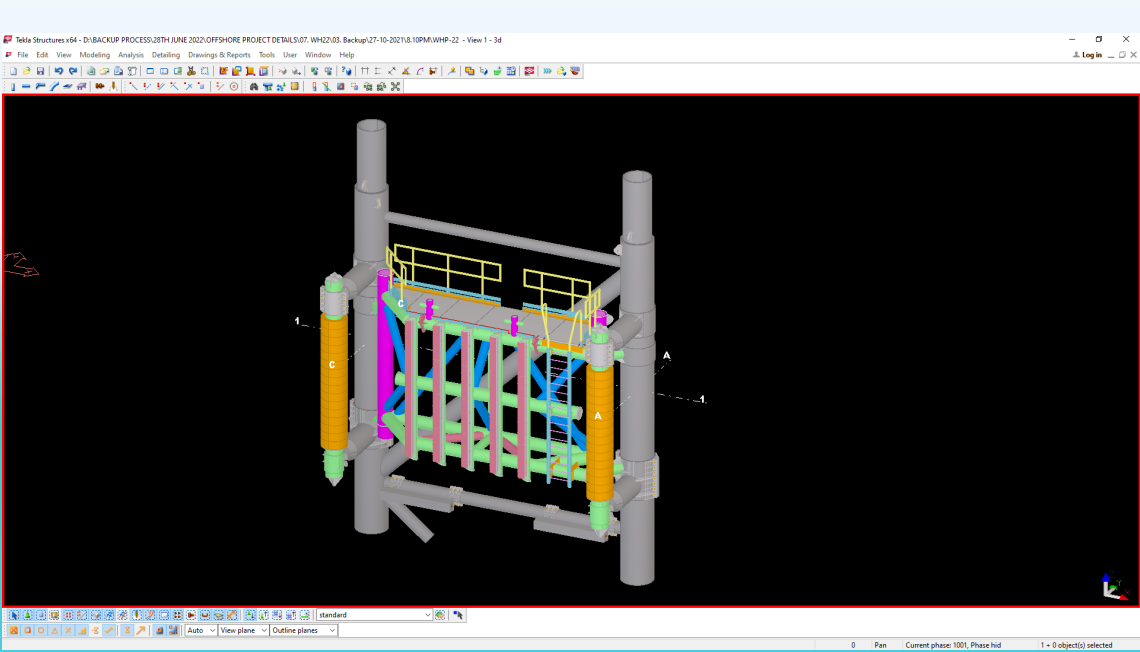 Tekla Structures x64 - D:\BACKUP PROCESS\28TH JUNE 2022\OFFSHORE PROJECT DETAILS\07. WH22\03. Backup\27-10-2021\8.10PM\WHP-22 - View 1 - 3d
File Edit View Modeling Analysis Detailing Drawings & Reports Tools User Window Help Log in
3
C
1
A
C
1
A
standard
Auto View plane Outline planes
0 Pan Current phase: 1001, Phase hid 1 + 0 object(s) selected